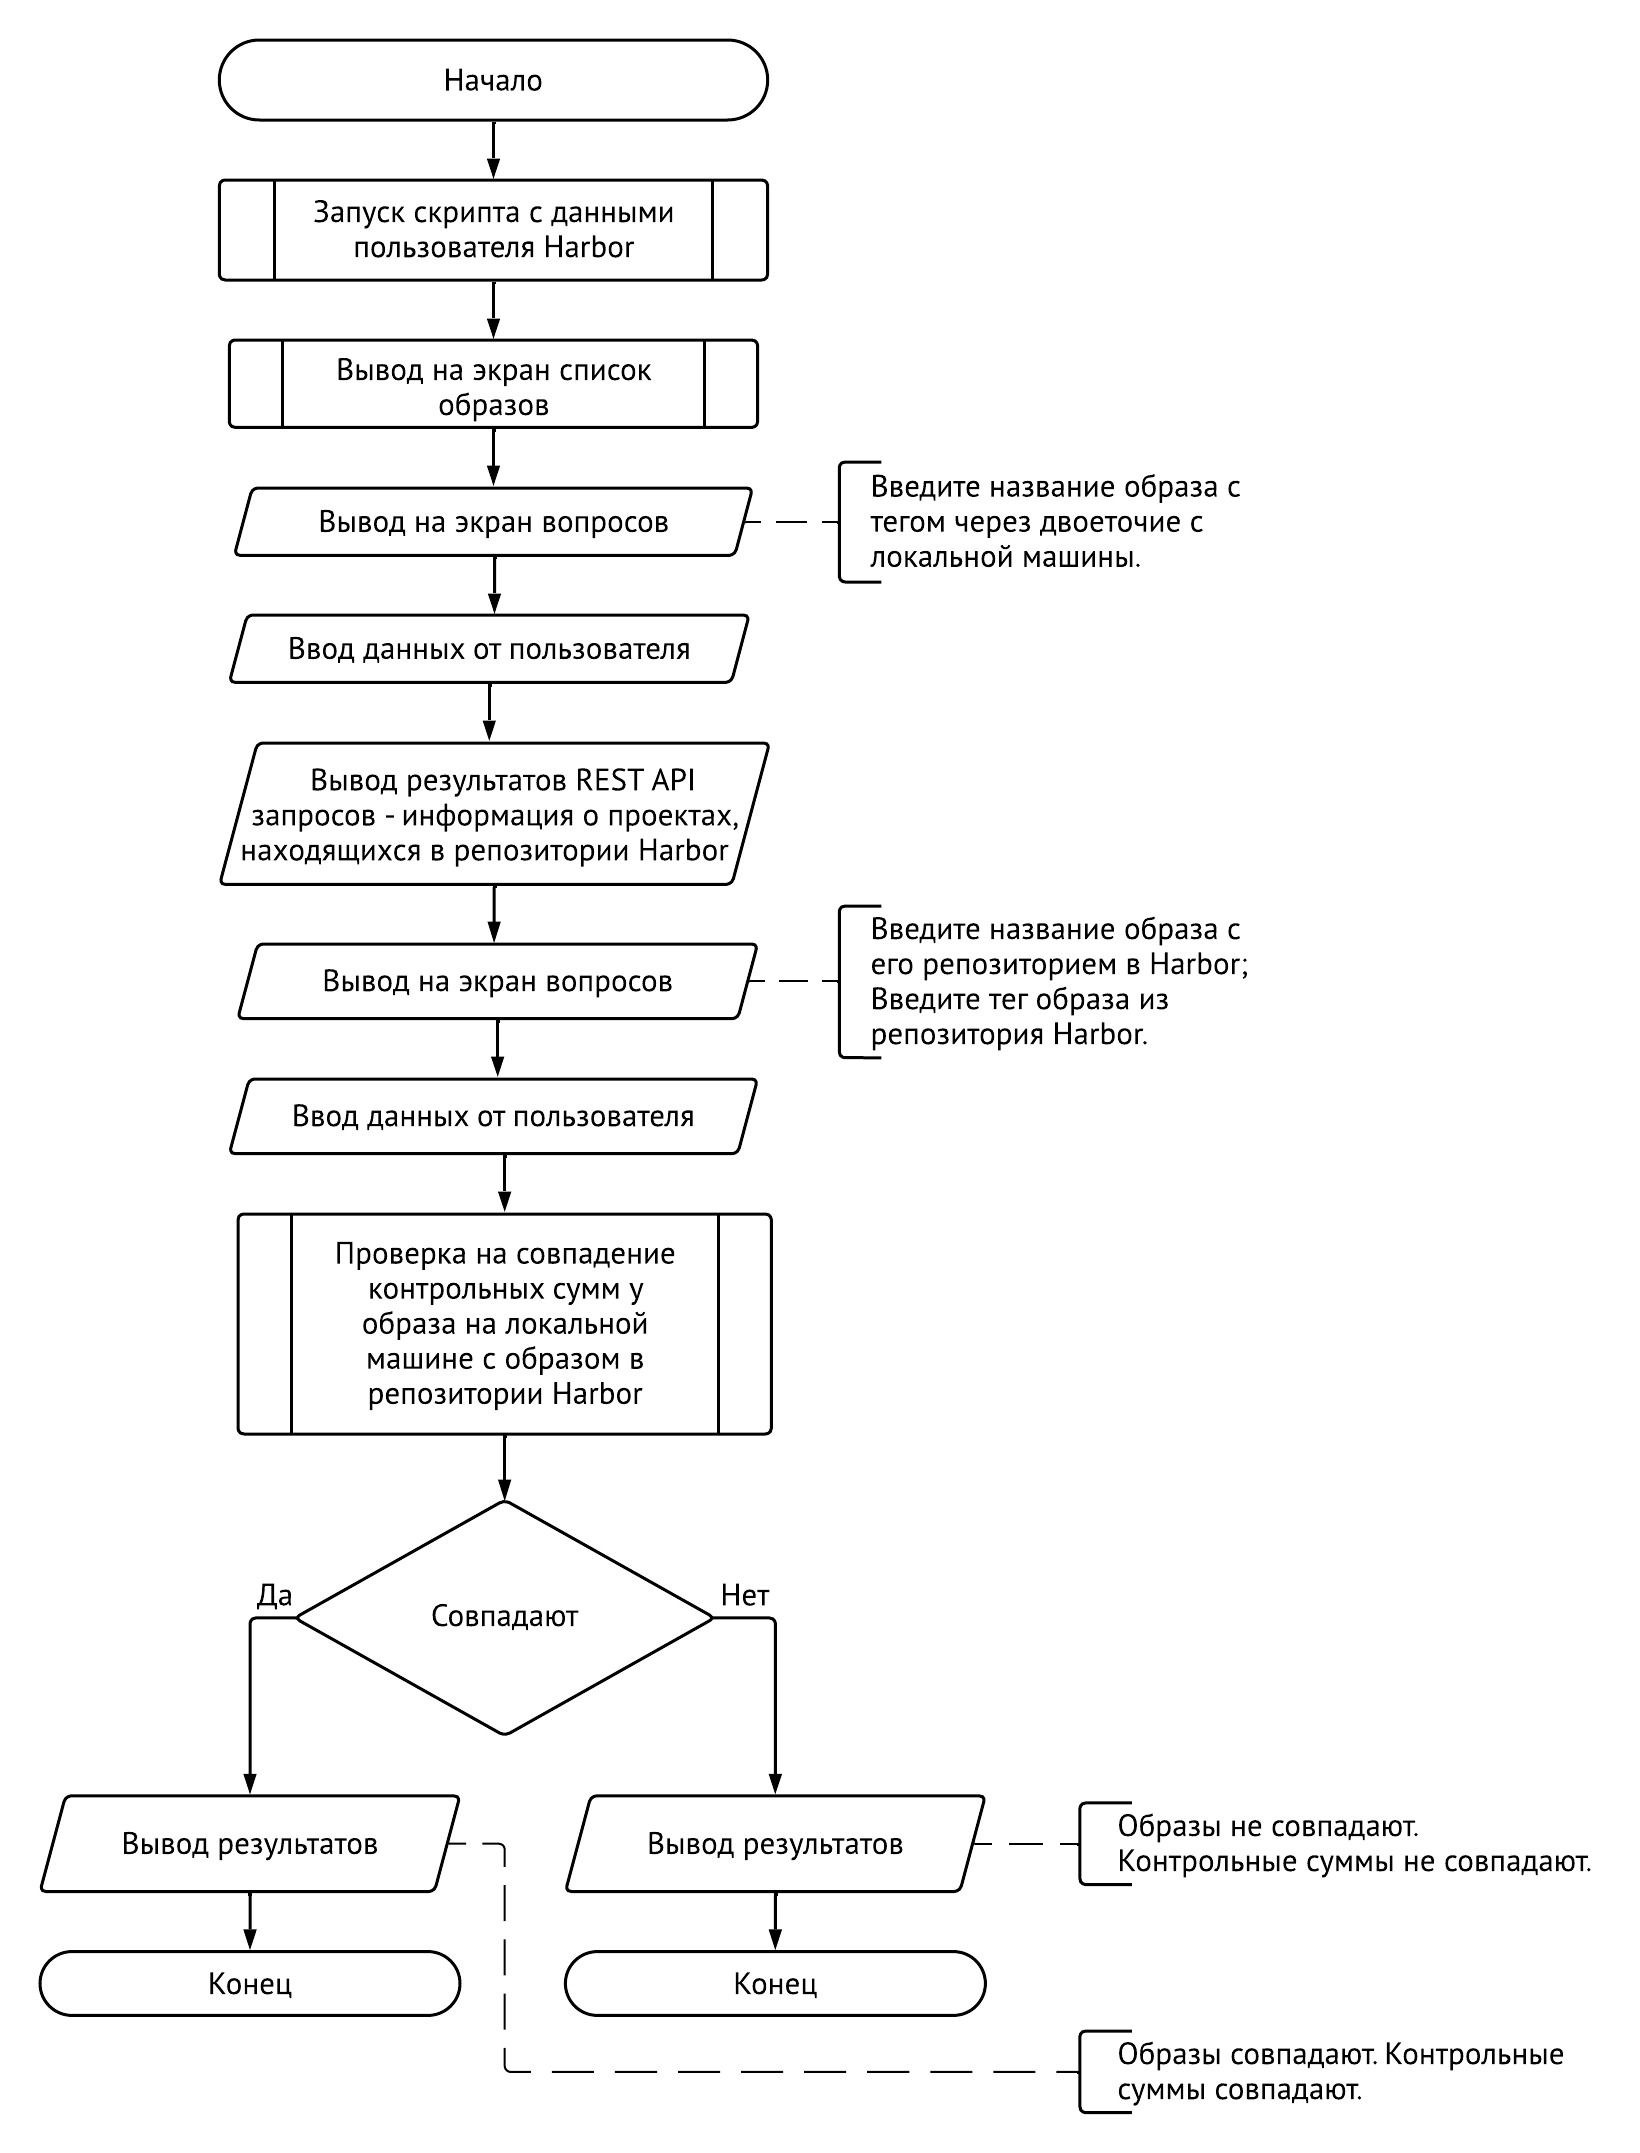 Начало
Запуск скрипта с данными
пользователя Harbor
Вывод на экран список
образов
Вывод на экран вопросов
Введите название образа с
тегом через двоеточие с
локальной машины.
Ввод данных от пользователя
Вывод результатов REST API
запросов - информация о проектах,
находящихся в репозитории Harbor
Вывод на экран вопросов
Введите название образа с
его репозиторием в Harbor;
Введите тег образа из
репозитория Harbor.
Ввод данных от пользователя
Проверка на совпадение
контрольных сумм у
образа на локальной
машине с образом в
репозитории Harbor
Да
Нет
Совпадают
Вывод результатов
Вывод результатов
Образы не совпадают.
Контрольные суммы не совпадают.
Конец
Конец
Образы совпадают. Контрольные
суммы совпадают.